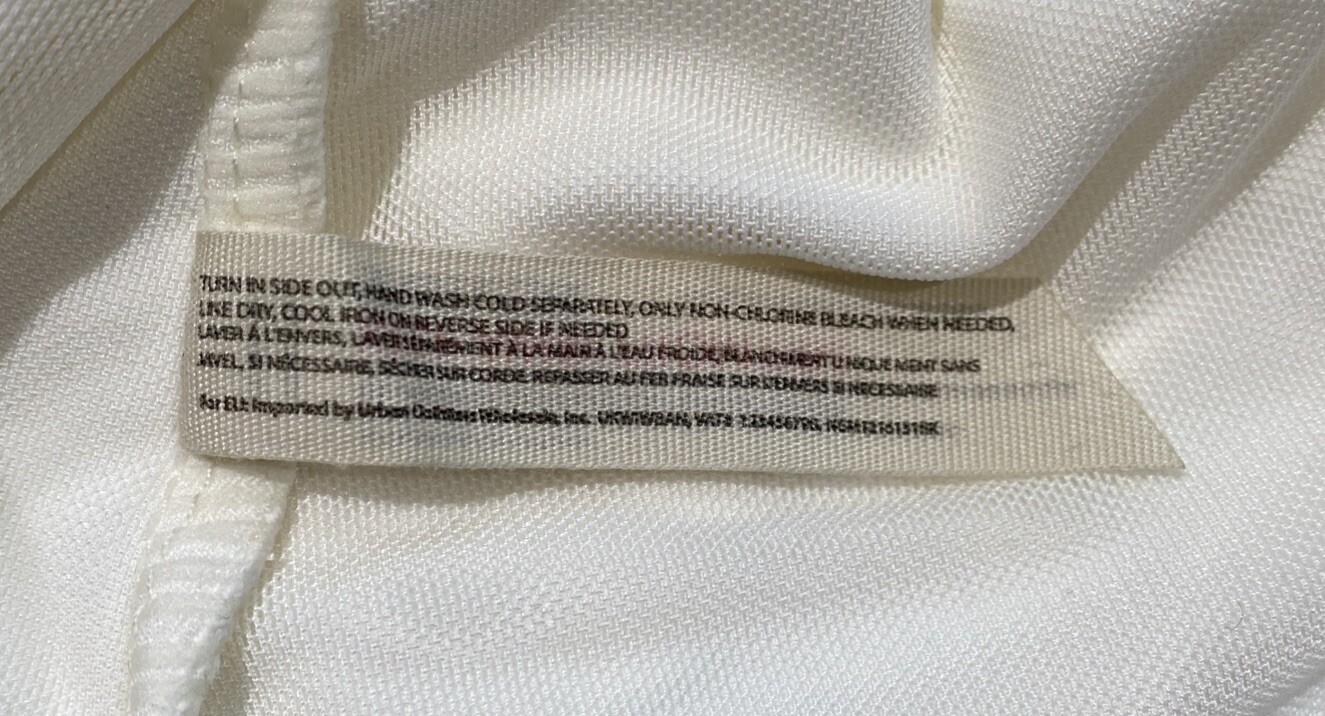 TURN IN SIDE OUT, HAND WASH COLD SEPARATELY, ONLY NON-CHLORINE BLEACH WHEN NEEDED,
LINE DRY, COOL IRON ON REVERSE SIDE IF NEEDED
LAVER À L'ENVERS, LAVER SÉPARÉMENT À LA MAIN À L'EAU FROIDE, BLANCHIMENT UNIQUEMENT SANS
JAVEL, SI NÉCESSAIRE, SÉCHER SUR CORDE, REPASSER AU FER FRAISE SUR L'ENVERS SI NECESSAIRE
for EU: Imported by Urban Outfitters Wholesale, Inc. VAT#